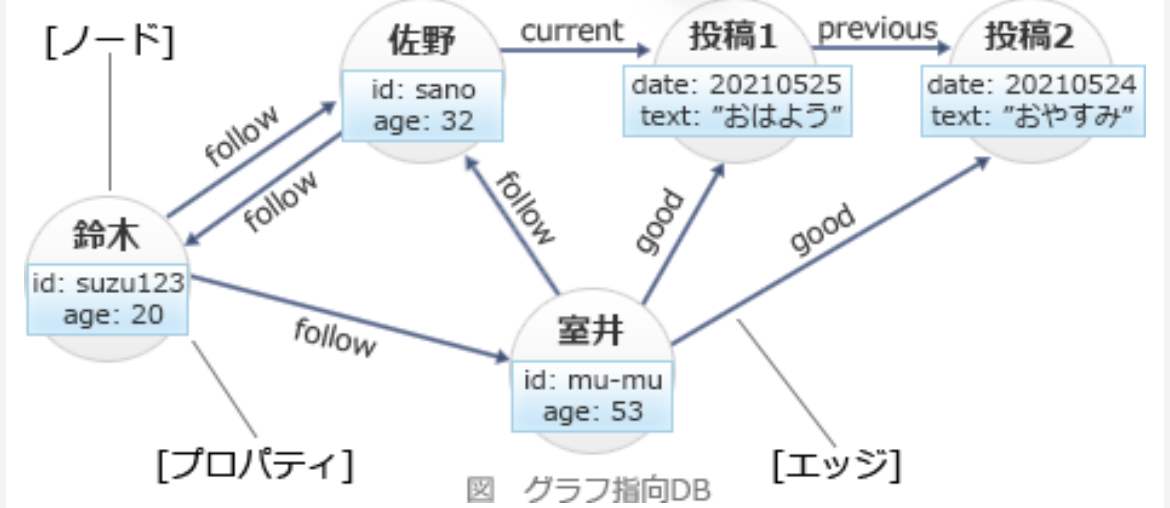 [ノード]
佐野
id: sano
age: 32
current
投稿1
date: 20210525
text: "おはよう"
previous
投稿2
date: 20210524
text: "おやすみ"
follow
follow
follow
good
good
鈴木
id: suzu123
age: 20
follow
室井
id: mu-mu
age: 53
[プロパティ]
[エッジ]
図 グラフ指向DB